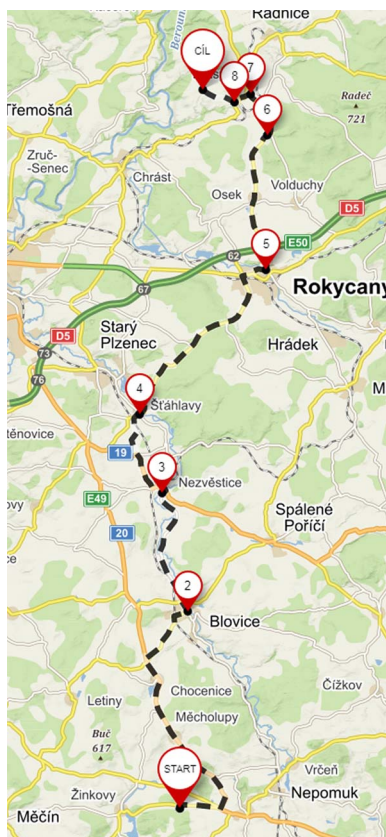 Radnice
Beroun
CÍL
7
8
6
Třemošná
Radeč
721
Zruč-
Senec
Chrást
Osek
Volduchy
D5
E50
5
62
Rokycany
67
Starý
Plzenec
D5
73
76
Hrádek
4
Šťáhlavy
těnovice
19
3
Nezvěstice
E49
20
Spálené
Poříčí
2
Blovice
Letiny
Chocenice
Měcholupy
Čížkov
Buč
617
START
Žinkovy
Vrčeň
Nepomuk
Měčín